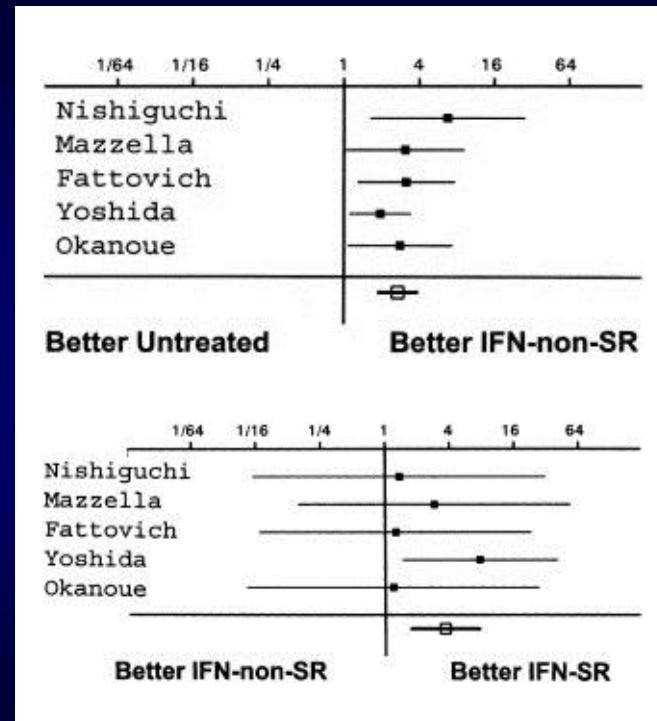 1/64 1/16 1/4 1 4 16 64
Nishiguchi
Mazzella
Fattovich
Yoshida
Okanoue
Better Untreated Better IFN-non-SR
1/64 1/16 1/4 1 4 16 64
Nishiguchi
Mazzella
Fattovich
Yoshida
Okanoue
Better IFN-non-SR Better IFN-SR